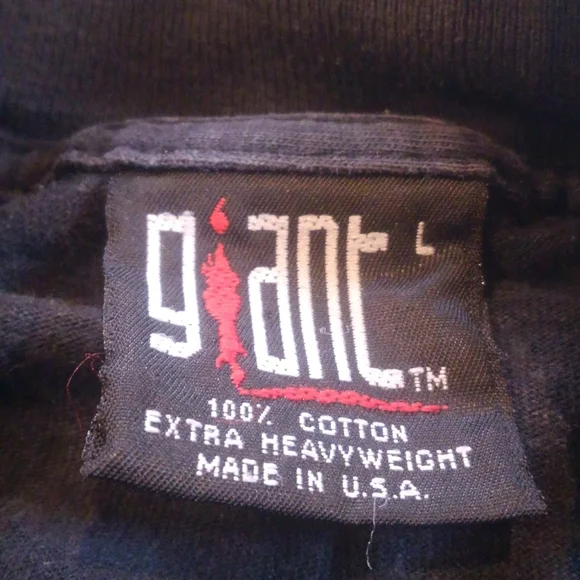 giant L
TM
100% COTTON
EXTRA HEAVYWEIGHT
MADE IN U.S.A.